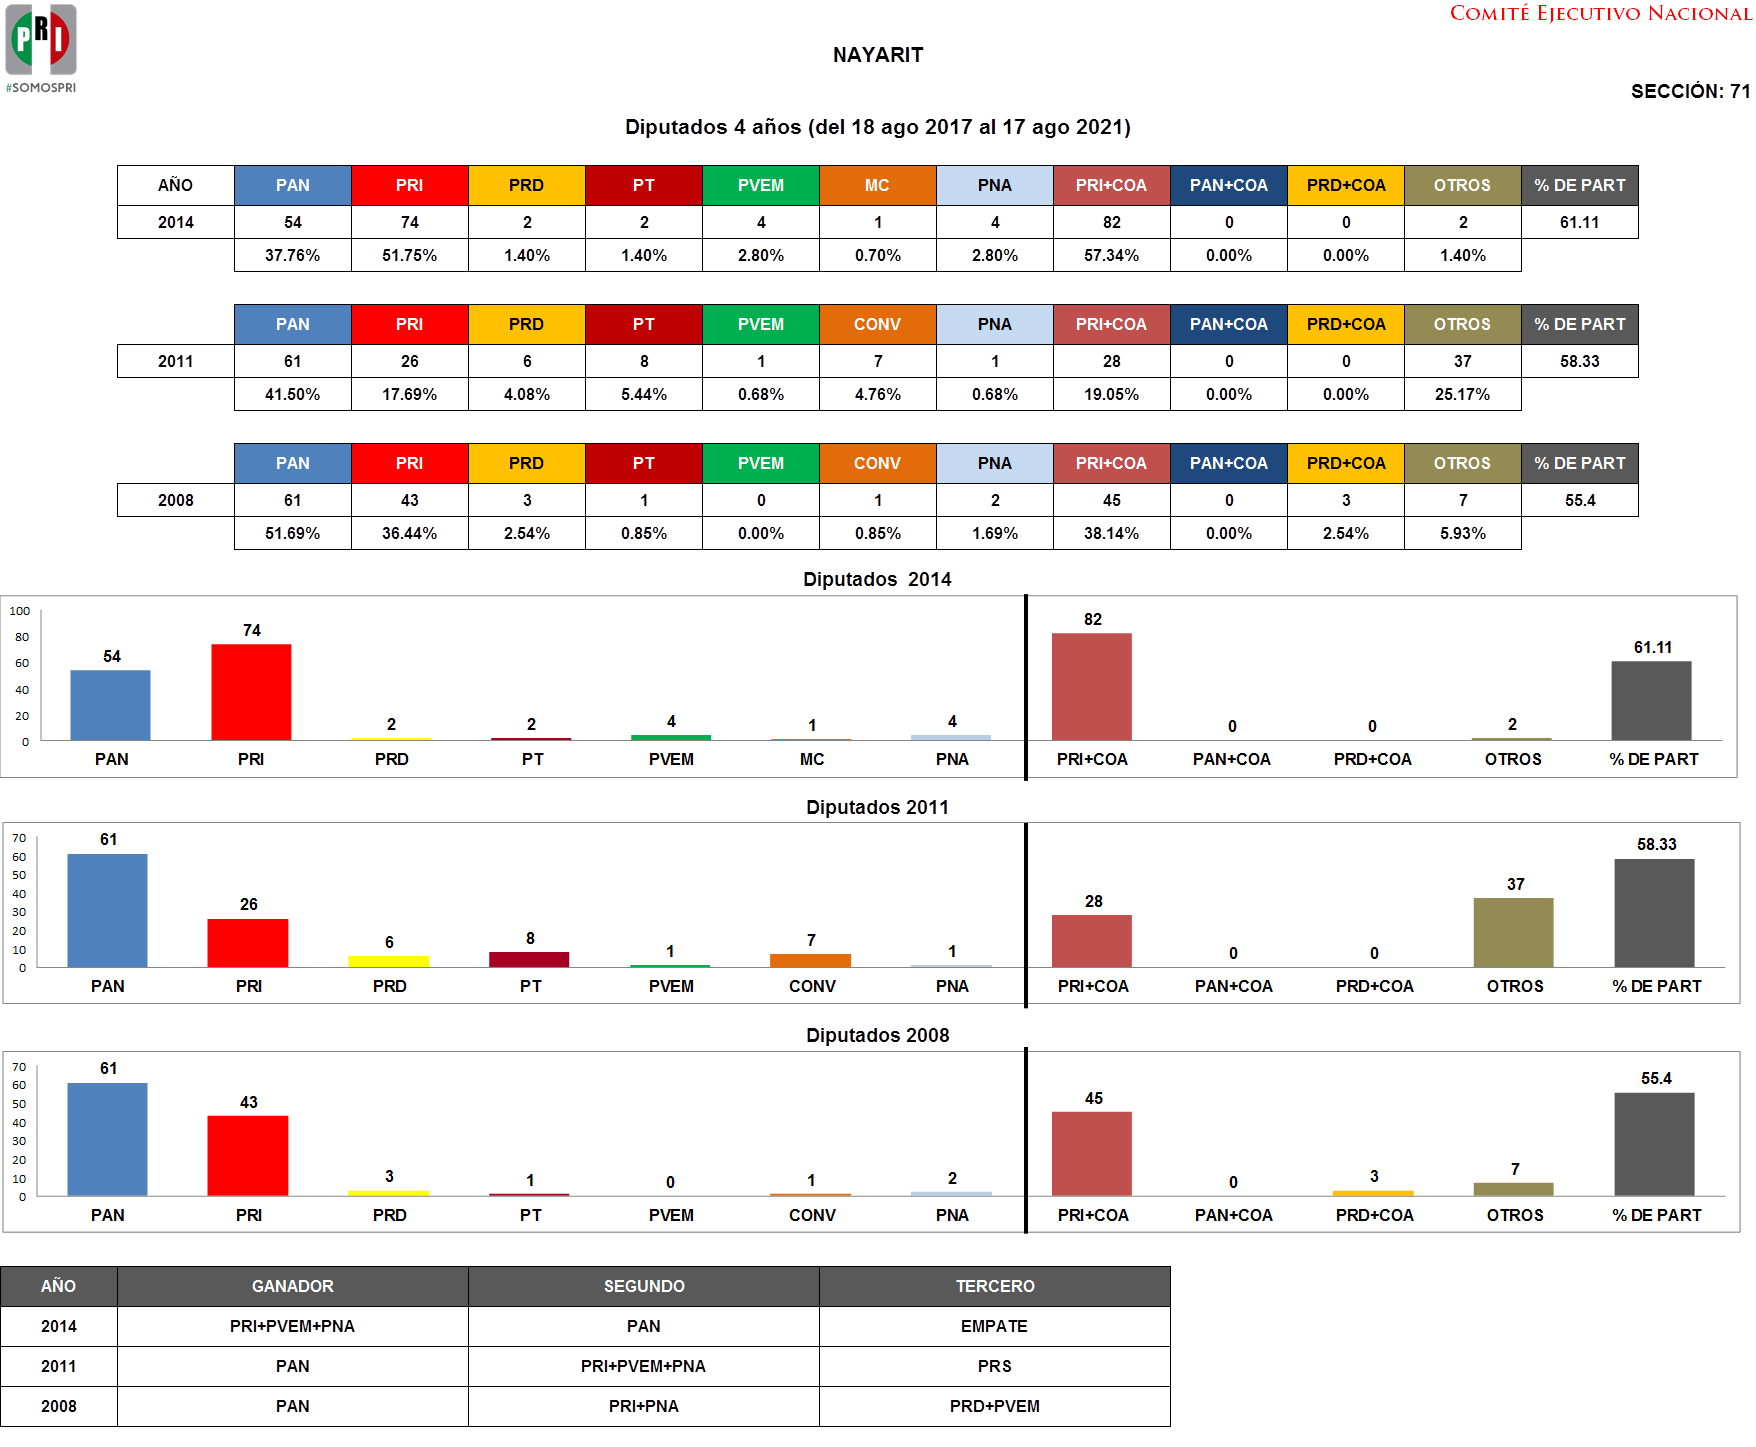 PRI
#SOMOSPRI
COMITÉ EJECUTIVO NACIONAL
NAYARIT
SECCIÓN: 71
Diputados 4 años (del 18 ago 2017 al 17 ago 2021)
AÑO PAN PRI PRD PT PVEM MC PNA PRI+COA PAN+COA PRD+COA OTROS % DE PART
2014 54 74 2 2 4 1 4 82 0 0 2 61.11
37.76% 51.75% 1.40% 1.40% 2.80% 0.70% 2.80% 57.34% 0.00% 0.00% 1.40%
PAN PRI PRD PT PVEM CONV PNA PRI+COA PAN+COA PRD+COA OTROS % DE PART
2011 61 26 6 8 1 7 1 28 0 0 37 58.33
41.50% 17.69% 4.08% 5.44% 0.68% 4.76% 0.68% 19.05% 0.00% 0.00% 25.17%
PAN PRI PRD PT PVEM CONV PNA PRI+COA PAN+COA PRD+COA OTROS % DE PART
2008 61 43 3 1 0 1 2 45 0 3 7 55.4
51.69% 36.44% 2.54% 0.85% 0.00% 0.85% 1.69% 38.14% 0.00% 2.54% 5.93%
Diputados 2014
100
80
60
40
20
0
54 74 2 2 4 1 4 82 0 0 2 61.11
PAN PRI PRD PT PVEM MC PNA PRI+COA PAN+COA PRD+COA OTROS % DE PART
Diputados 2011
70
60
50
40
30
20
10
0
61 26 6 8 1 7 1 28 0 0 37 58.33
PAN PRI PRD PT PVEM CONV PNA PRI+COA PAN+COA PRD+COA OTROS % DE PART
Diputados 2008
70
60
50
40
30
20
10
0
61 43 3 1 0 1 2 45 0 3 7 55.4
PAN PRI PRD PT PVEM CONV PNA PRI+COA PAN+COA PRD+COA OTROS % DE PART
AÑO GANADOR SEGUNDO TERCERO
2014 PRI+PVEM+PNA PAN EMPATE
2011 PAN PRI+PVEM+PNA PRS
2008 PAN PRI+PNA PRD+PVEM